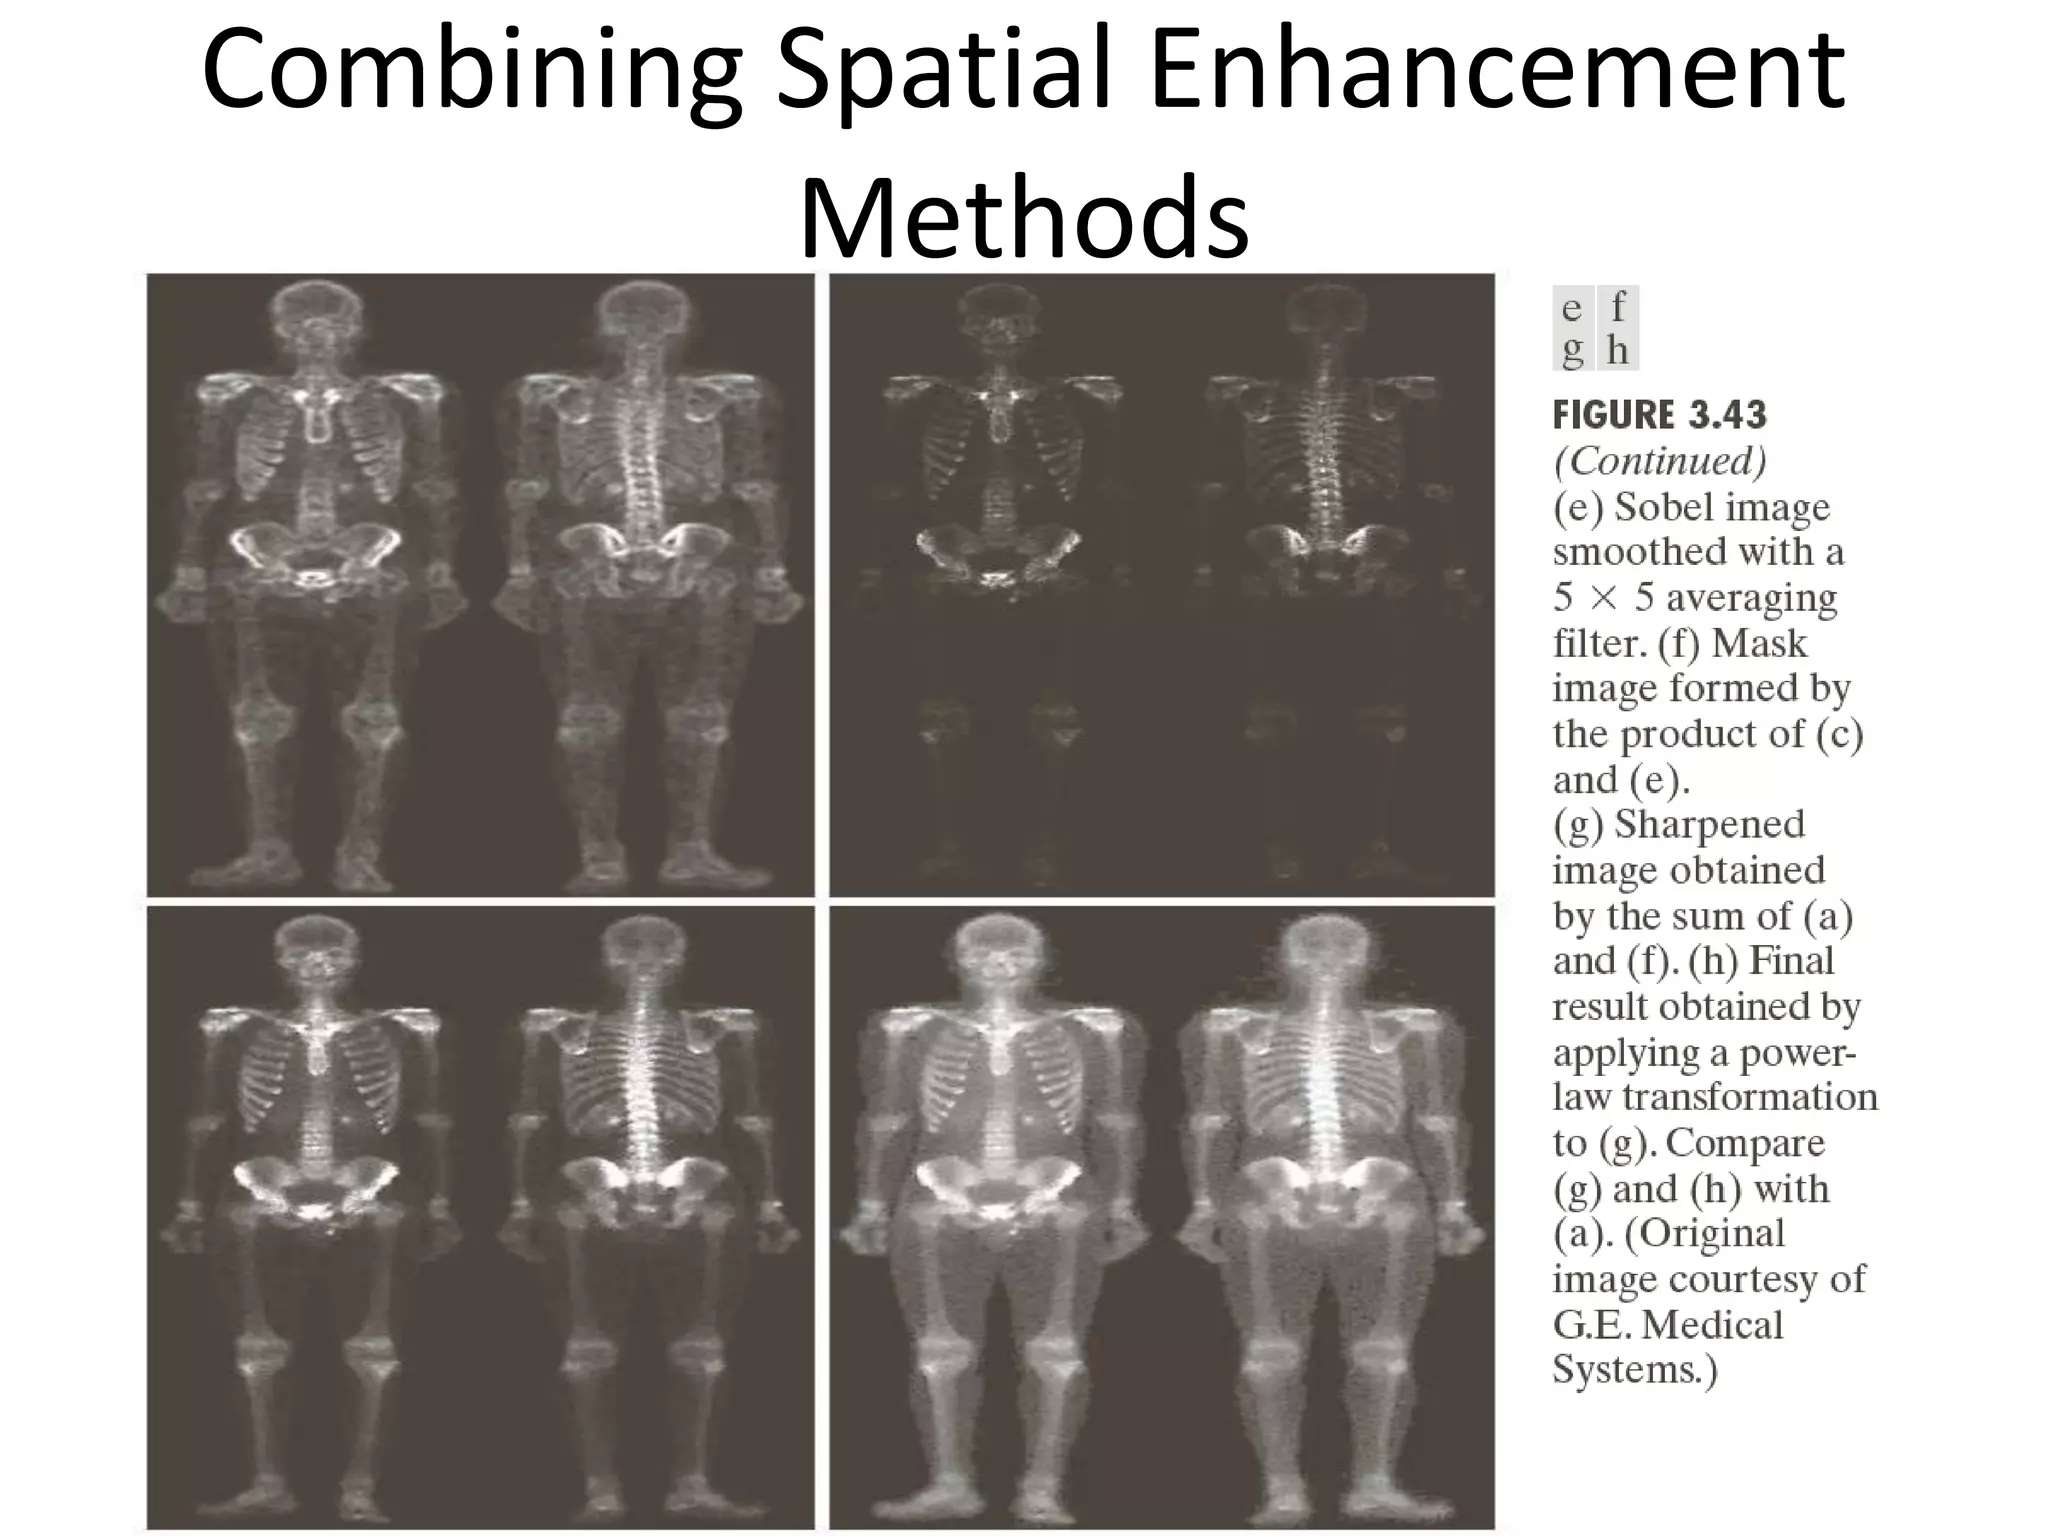 Combining Spatial Enhancement
Methods
e f
g h
FIGURE 3.43
(Continued)
(e) Sobel image
smoothed with a
5 × 5 averaging
filter. (f) Mask
image formed by
the product of (c)
and (e).
(g) Sharpened
image obtained
by the sum of (a)
and (f). (h) Final
result obtained by
applying a power-
law transformation
to (g). Compare
(g) and (h) with
(a). (Original
image courtesy of
G.E. Medical
Systems.)